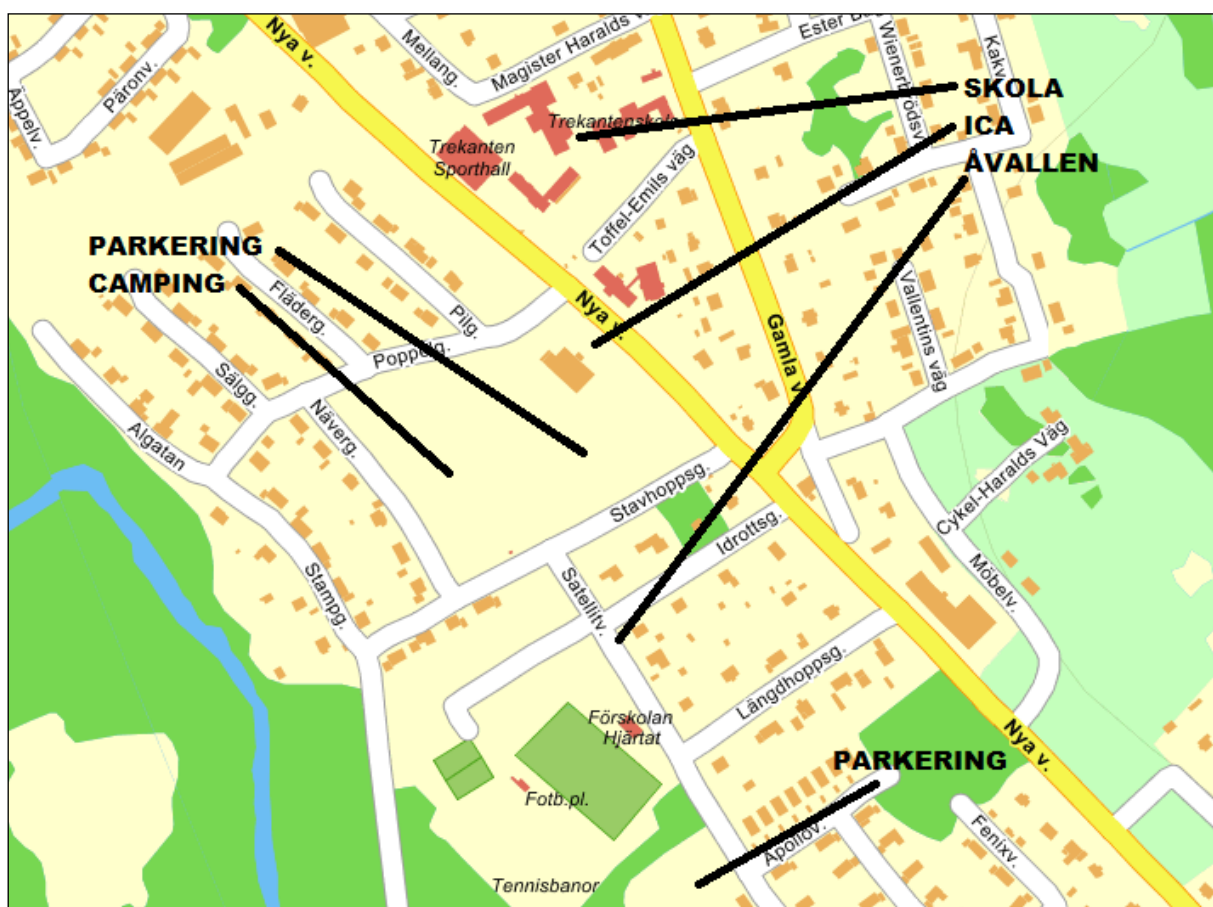 Nya v.
Mellang.
Magister Haralds v
Ester B
Wienerbrödsv.
Kakv.
Äppelv.
Päronv.
SKOLA
ICA
ÅVALLEN
Trekantenskola
Trekanten
Sporthall
Toffel-Emils väg
PARKERING
CAMPING
Fläderg.
Pilg.
Poppelg.
Sälgg.
Näverg.
Algatan
Nya v.
Gamla v.
Vallentins väg
Stavhoppsg.
Idrottsg.
Cykel-Haralds Väg
Möbelv.
Stampg.
Satellitv.
Längdhoppsg.
Förskolan
Hjärtat
Nya v.
PARKERING
Fotb.pl.
Apollov.
Fenixv.
Tennisbanor